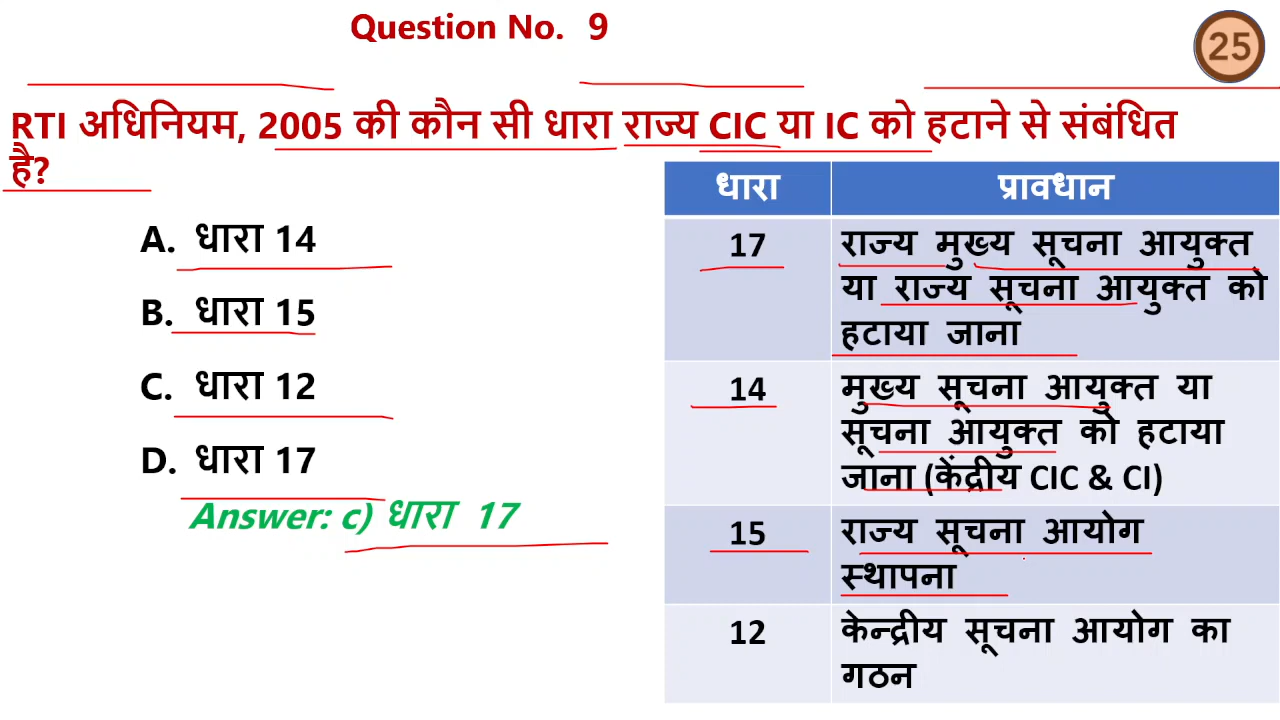 Question No. 9
25
RTI अधिनियम, 2005 की कौन सी धारा राज्य CIC या IC को हटाने से संबंधित
है?
A. धारा 14
B. धारा 15
C. धारा 12
D. धारा 17
Answer: c) धारा 17
धारा प्रावधान
17 राज्य मुख्य सूचना आयुक्त
या राज्य सूचना आयुक्त को
हटाया जाना
14 मुख्य सूचना आयुक्त या
सूचना आयुक्त को हटाया
जाना (केंद्रीय CIC & CI)
15 राज्य सूचना आयोग
स्थापना
12 केन्द्रीय सूचना आयोग का
गठन